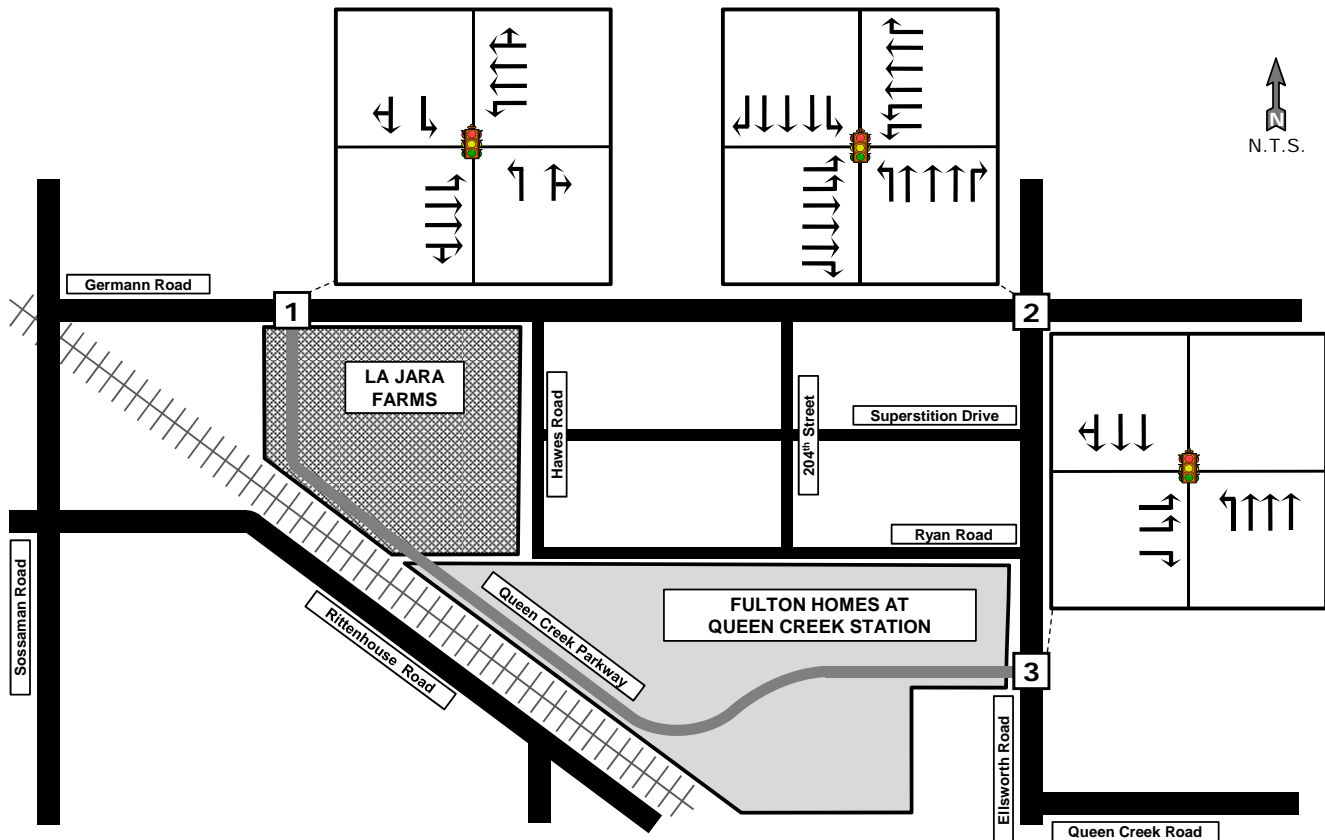 N
N.T.S.
Germann Road
1
2
LA JARA
FARMS
Hawes Road
204th Street
Superstition Drive
Ryan Road
Sossaman Road
Rittenhouse Road
Queen Creek Parkway
FULTON HOMES AT
QUEEN CREEK STATION
3
Ellsworth Road
Queen Creek Road